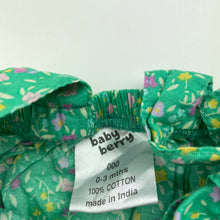 baby
berry
000
0-3 mths
100% COTTON
made in India